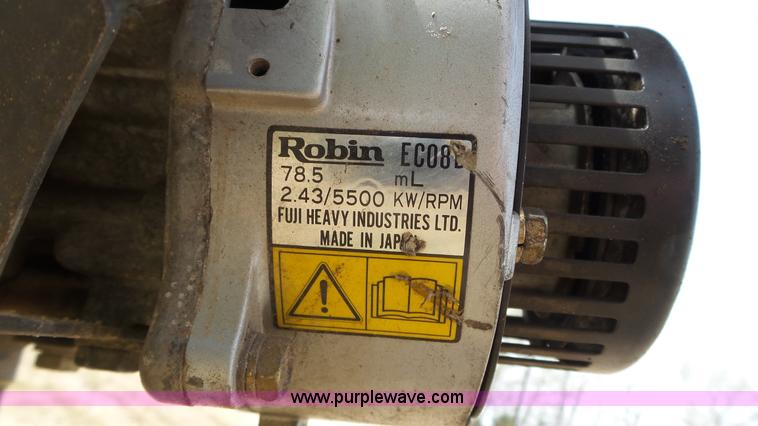 Robin EC08
78.5 mL
2.43/5500 KW/RPM
FUJI HEAVY INDUSTRIES LTD.
MADE IN JAPAN
www.purplewave.com